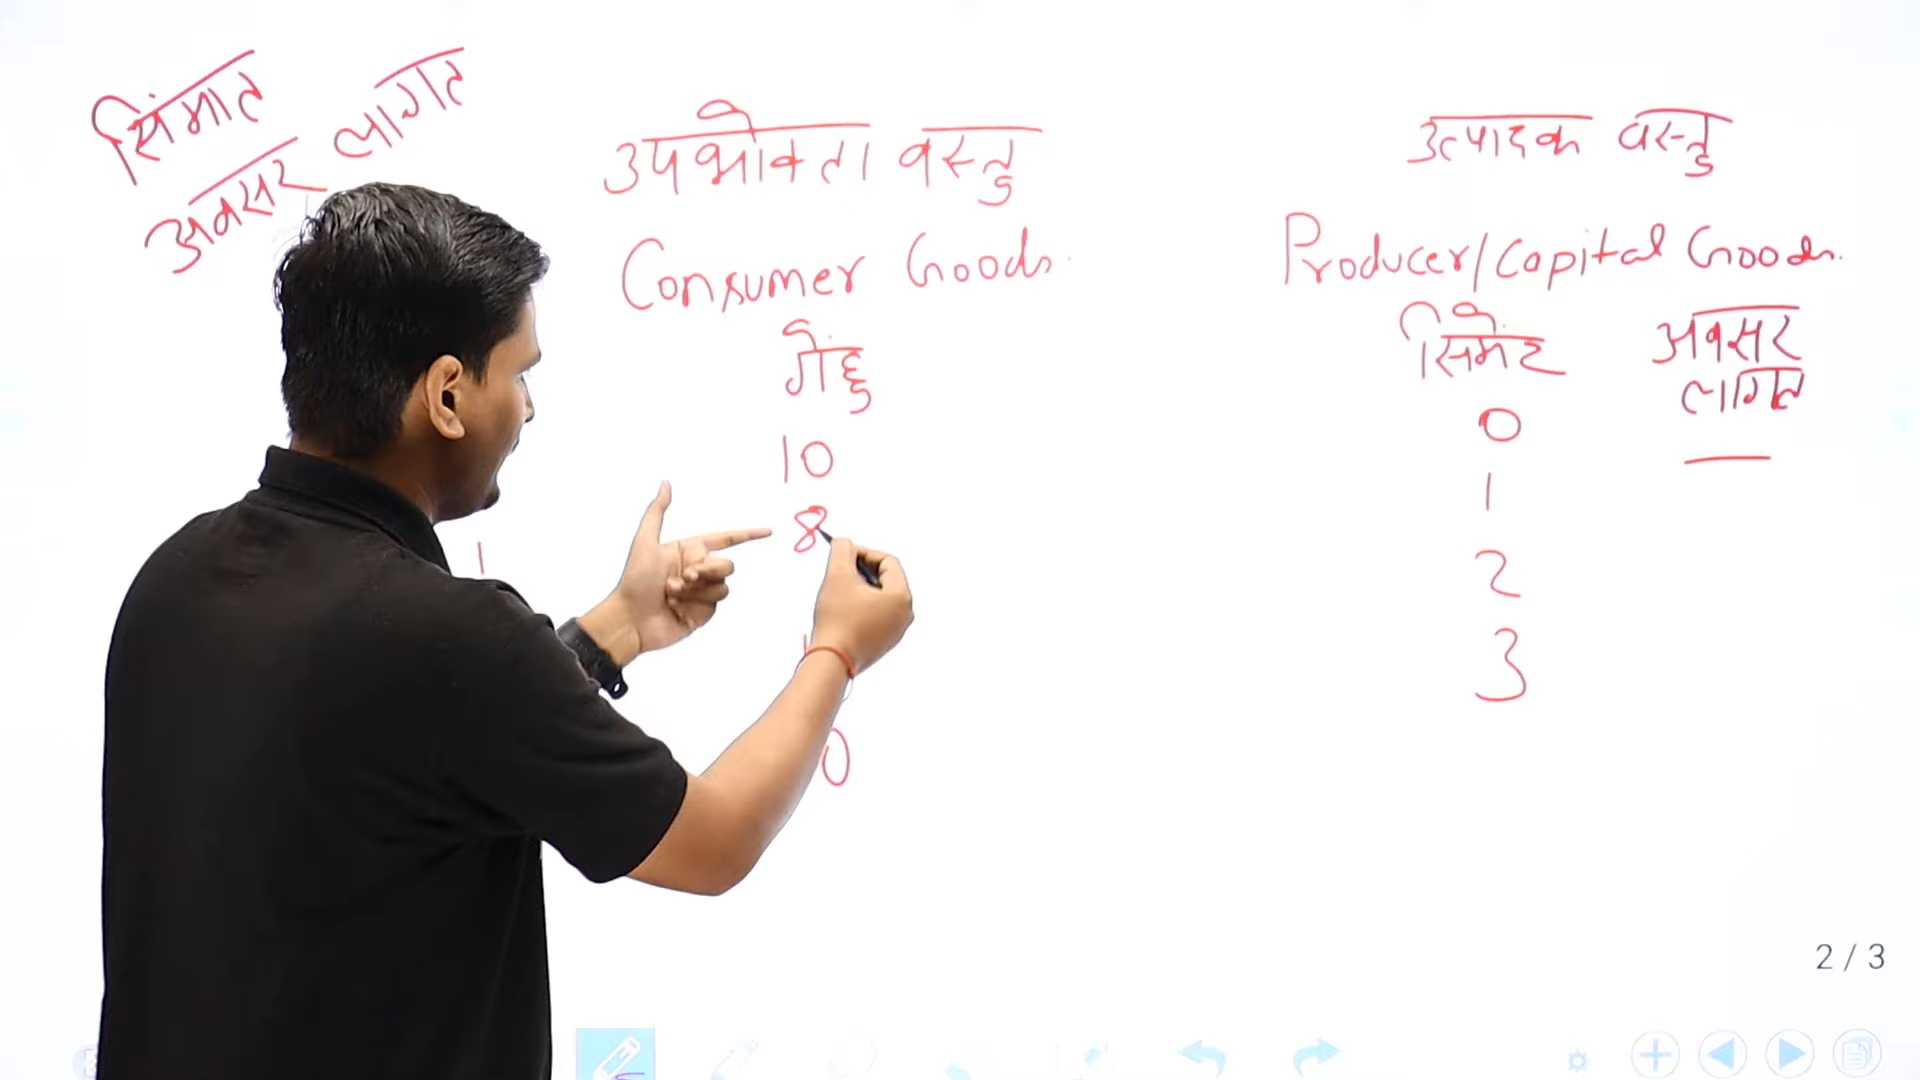 सिमांत
अवसर लागत
उपभोक्ता वस्तु
Consumer Goods.
गेहू
10
8
0
उत्पादक वस्तु
Producer/Capital Goods.
सिमेंट
0
1
2
3
अवसर
लागत
2 / 3